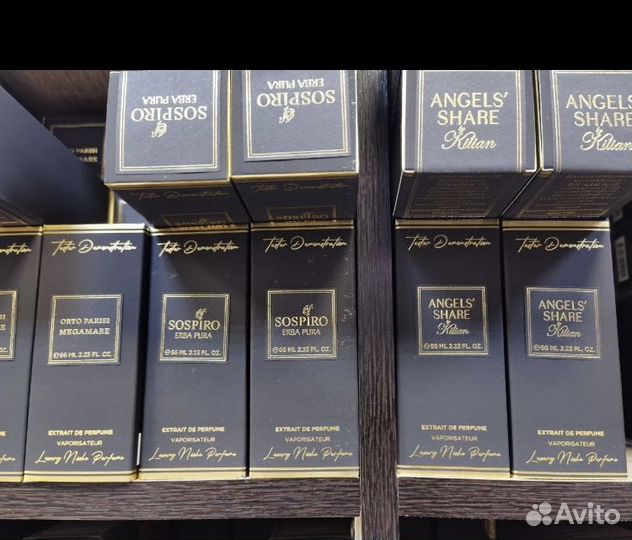 SOSPIRO
ERBA PURA
SOSPIRO
ERBA PURA
ANGELS'
SHARE
Kilian
ANGELS'
SHARE
Kilian
Tester Demonstration
ORTO PARISI
MEGAMARE
e66 ML 2.23 FL. OZ.
EXTRAIT DE PERFUME
VAPORISATEUR
Luxury Niche Perfume
Tester Demonstration
SOSPIRO
ERBA PURA
e66 ML 2.23 FL. OZ.
EXTRAIT DE PERFUME
VAPORISATEUR
Luxury Niche Perfume
Tester Demonstration
SOSPIRO
ERBA PURA
e66 ML 2.23 FL. OZ.
EXTRAIT DE PERFUME
VAPORISATEUR
Luxury Niche Perfume
Tester Demonstration
ANGELS'
SHARE
Kilian
e66 ML 2.23 FL. OZ.
EXTRAIT DE PERFUME
VAPORISATEUR
Luxury Niche Perfume
Tester Demonstration
ANGELS'
SHARE
Kilian
e66 ML 2.23 FL. OZ.
EXTRAIT DE PERFUME
VAPORISATEUR
Luxury Niche Perfume
Avito